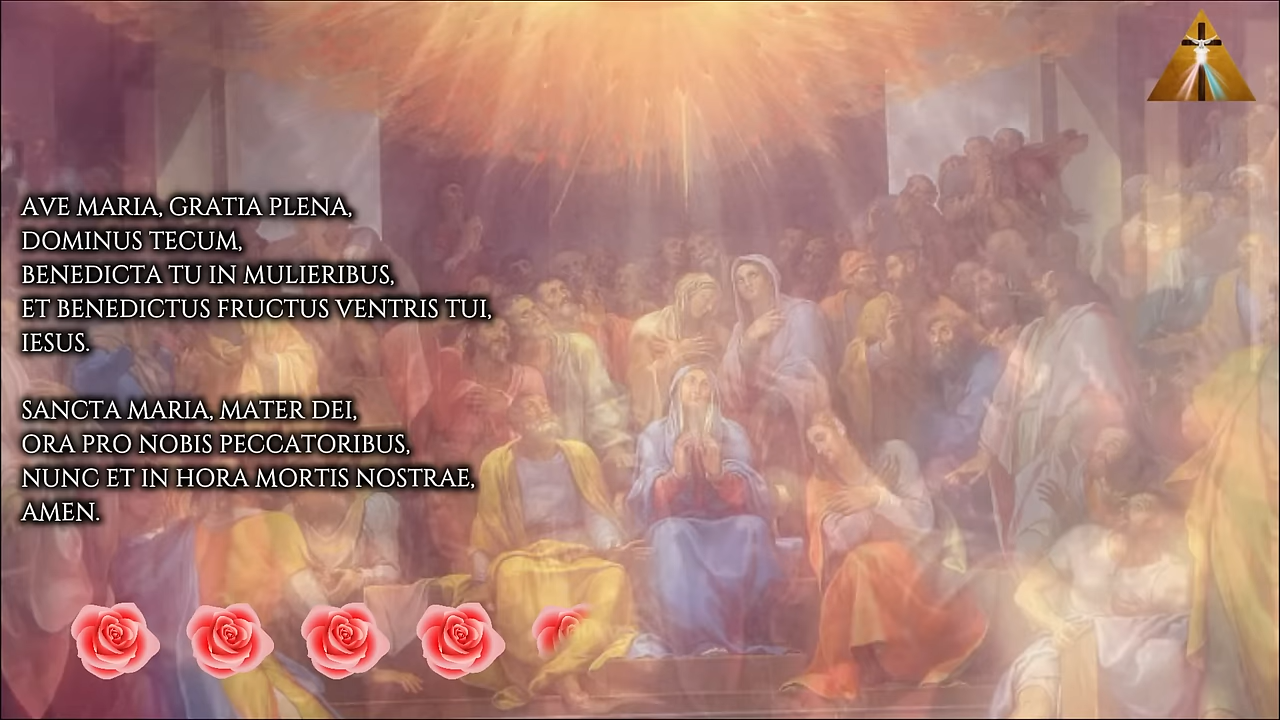 AVE MARIA, GRATIA PLENA,
DOMINUS TECUM,
BENEDICTA TU IN MULIERIBUS,
ET BENEDICTUS FRUCTUS VENTRIS TUI,
IESUS.
SANCTA MARIA, MATER DEI,
ORA PRO NOBIS PECCATORIBUS,
NUNC ET IN HORA MORTIS NOSTRAE,
AMEN.